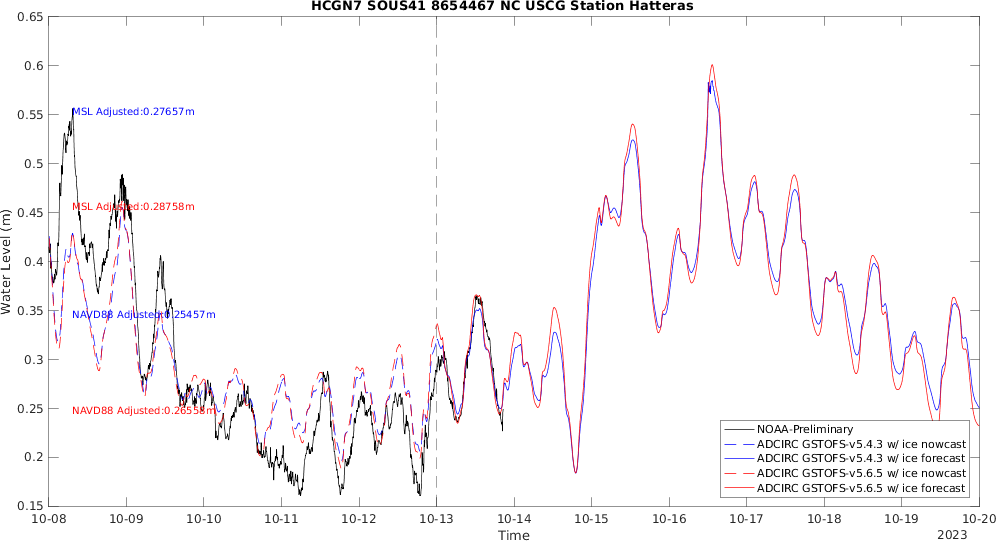 HCGN7 SOUS41 8654467 NC USCG Station Hatteras
0.65
0.6
0.55
0.5
0.45
0.4
0.35
0.3
0.25
0.2
0.15
Water Level (m)
MSL Adjusted:0.27657m
MSL Adjusted:0.28758m
NAVD88 Adjusted:0.25457m
NAVD88 Adjusted:0.26558m
NOAA-Preliminary
ADCIRC GSTOFS-v5.4.3 w/ ice nowcast
ADCIRC GSTOFS-v5.4.3 w/ ice forecast
ADCIRC GSTOFS-v5.6.5 w/ ice nowcast
ADCIRC GSTOFS-v5.6.5 w/ ice forecast
10-08 10-09 10-10 10-11 10-12 10-13 10-14 10-15 10-16 10-17 10-18 10-19 10-20
Time
2023